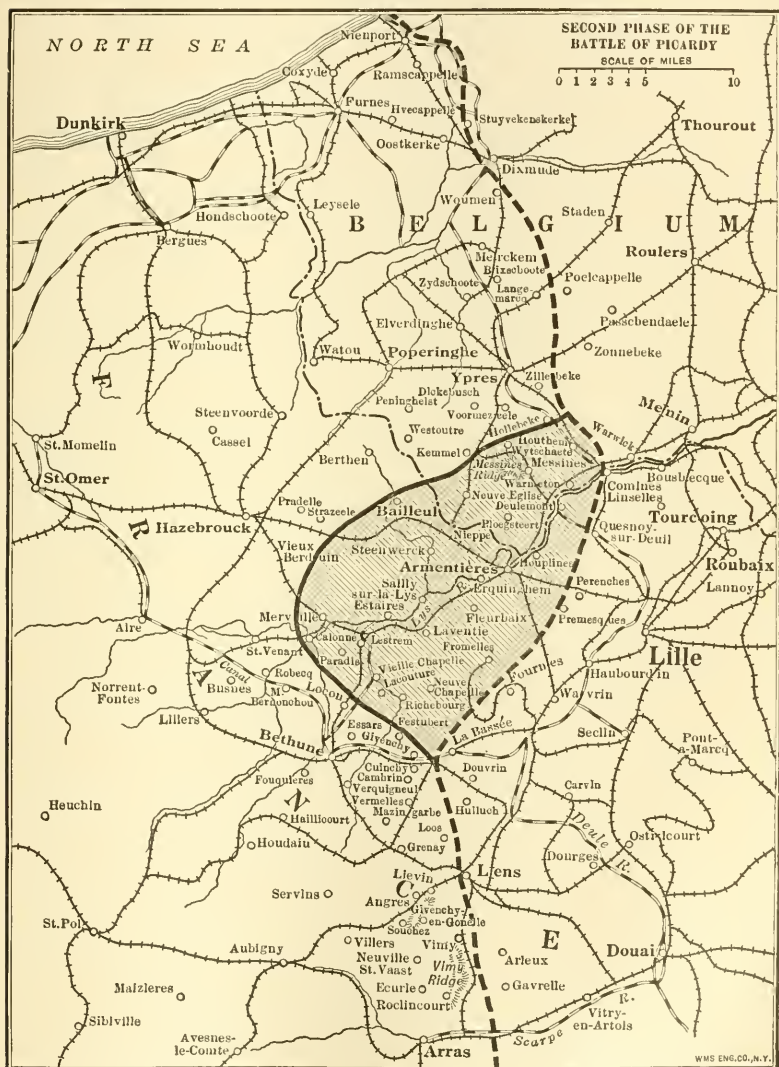 SECOND PHASE OF THE
BATTLE OF PICARDY
SCALE OF MILES
0 1 2 3 4 5 10
NORTH SEA
Nieuport
Coxyde
Ramscappelle
Furnes
Hvecappelle
Stuyvekenskerke
Dunkirk
Oostkerke
Thourout
Dixmude
Woumen
Hondschoote
Leysele
Staden
BELGIUM
Bergues
Merckem
Roulers
Bixschoote
Zydschoote
Lange-
marcq
Poelcappelle
Elverdinghe
Passchendaele
Wormhoudt
Watou
Poperinghe
Zonnebeke
Ypres
Zillebeke
Dickebusch
Peninghelst
Steenvoorde
Voormezeele
Menin
Hollebeke
Warwick
St. Momelin
Cassel
Westoutre
Houthem
Wytschaete
Berthen
Kemmel
Messines
Ridge
Messines
St. Omer
Bousbecque
Warneton
Comines
Linselles
Neuve Eglise
Pradelle
Bailleul
Deulemont
Strazeele
Hazebrouck
Ploegsteert
Tourcoing
Quesnoy-
sur-Deuil
Nieppe
Vieux
Berquin
Steenwerck
Roubaix
Houplines
Armentières
Lannoy
Sailly
sur-la-Lys
Perenches
Erquinghem
Estaires
Lys R.
Premesques
Aire
Merville
Fleurbaix
Laventie
Calonne
Lestrem
Lille
St. Venant
Fromelles
Paradis
Haubourdin
Canal
Robecq
Vieille Chapelle
Fournes
Lacouture
Norrent-
Fontes
Busnes
Mt.
Bernonchou
Locon
Neuve
Chapelle
Wavrin
Richebourg
Lillers
Festubert
Essars
Seclin
Pont-
a-Marcq
Givenchy
La Bassée
Bethune
Cuinchy
Douvrin
Cambrin
Fouquieres
Verquigneul
Carvin
Vermelles
Hulluch
Heuchin
Haillicourt
Mazingarbe
Deule R.
Loos
Houdain
Ostricourt
Grenay
Dourges
Lens
Lievin
Servins
Angres
Givenchy-
en-Gohelle
St. Pol
Souchez
Villers
Vimy
Aubigny
Neuville
St. Vaast
Vimy
Ridge
Arleux
Douai
Maizieres
Ecurie
Gavrelle
Roclincourt
Vitry-
en-Artois
Sibiville
Scarpe R.
Avesnes-
le-Comte
Arras
FRANCE
WMS ENG.CO.,N.Y.